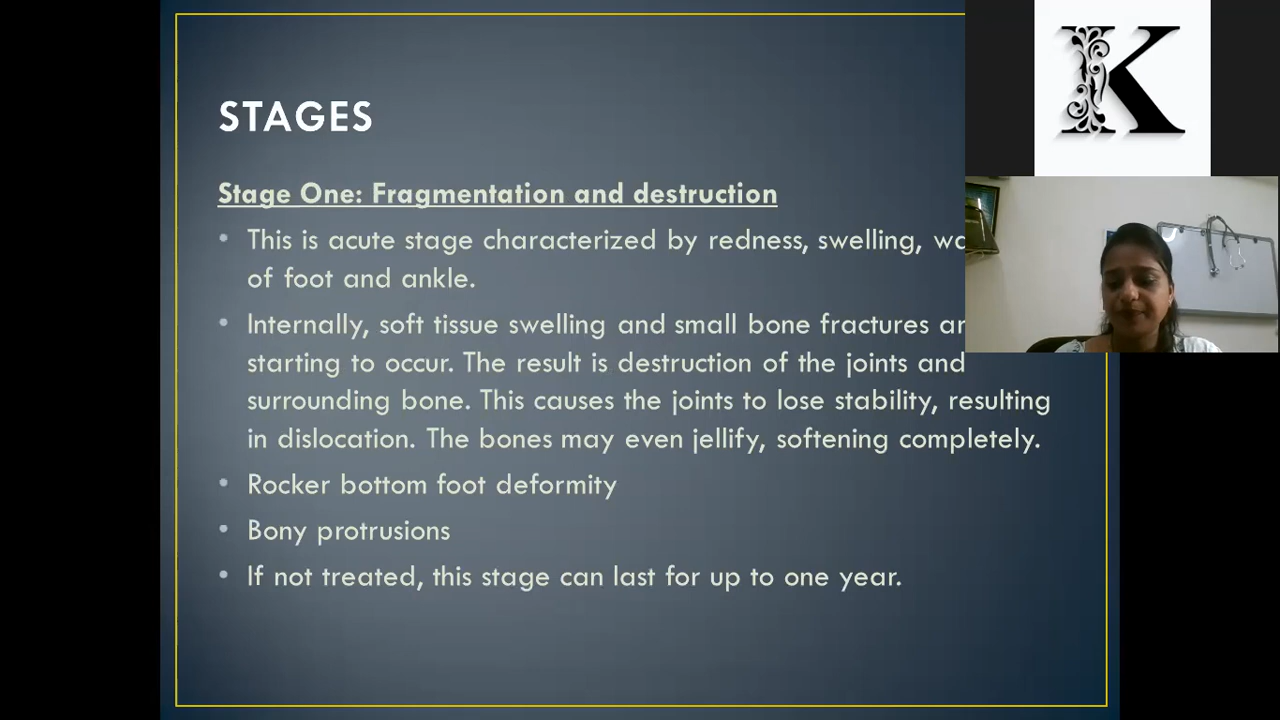 K
STAGES
Stage One: Fragmentation and destruction
• This is acute stage characterized by redness, swelling,
of foot and ankle.
• Internally, soft tissue swelling and small bone fractures
starting to occur. The result is destruction of the joints and
surrounding bone. This causes the joints to lose stability, resulting
in dislocation. The bones may even jellify, softening completely.
• Rocker bottom foot deformity
• Bony protrusions
• If not treated, this stage can last for up to one year.